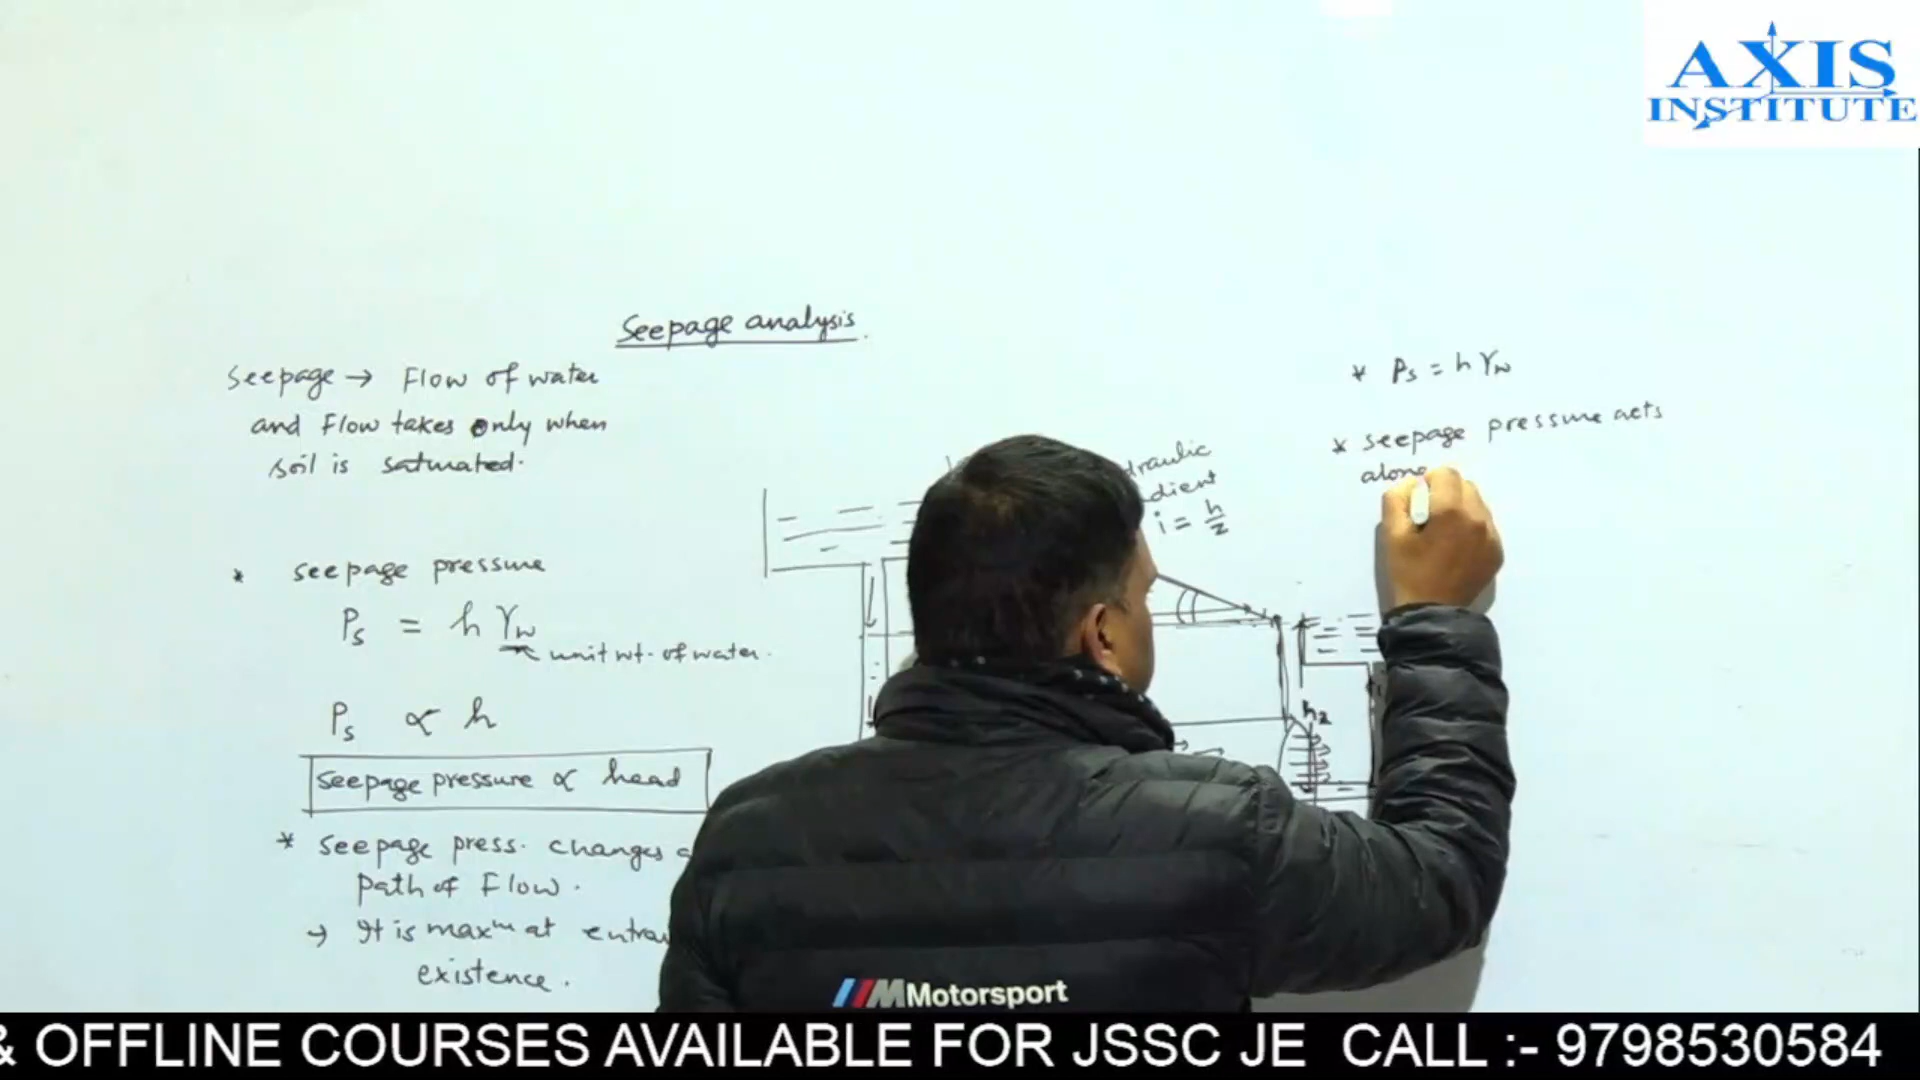 AXIS
INSTITUTE
Seepage analysis.
Seepage → Flow of water
and Flow takes only when
soil is saturated.
* seepage pressure
Ps = h γw
unit wt. of water.
Ps ∝ h
seepage pressure ∝ head
* seepage press. changes
path of Flow.
→ It is maxm at
existence.
i = h/z
h2
* Ps = h γw
* seepage pressure acts
M Motorsport
& OFFLINE COURSES AVAILABLE FOR JSSC JE CALL :- 9798530584